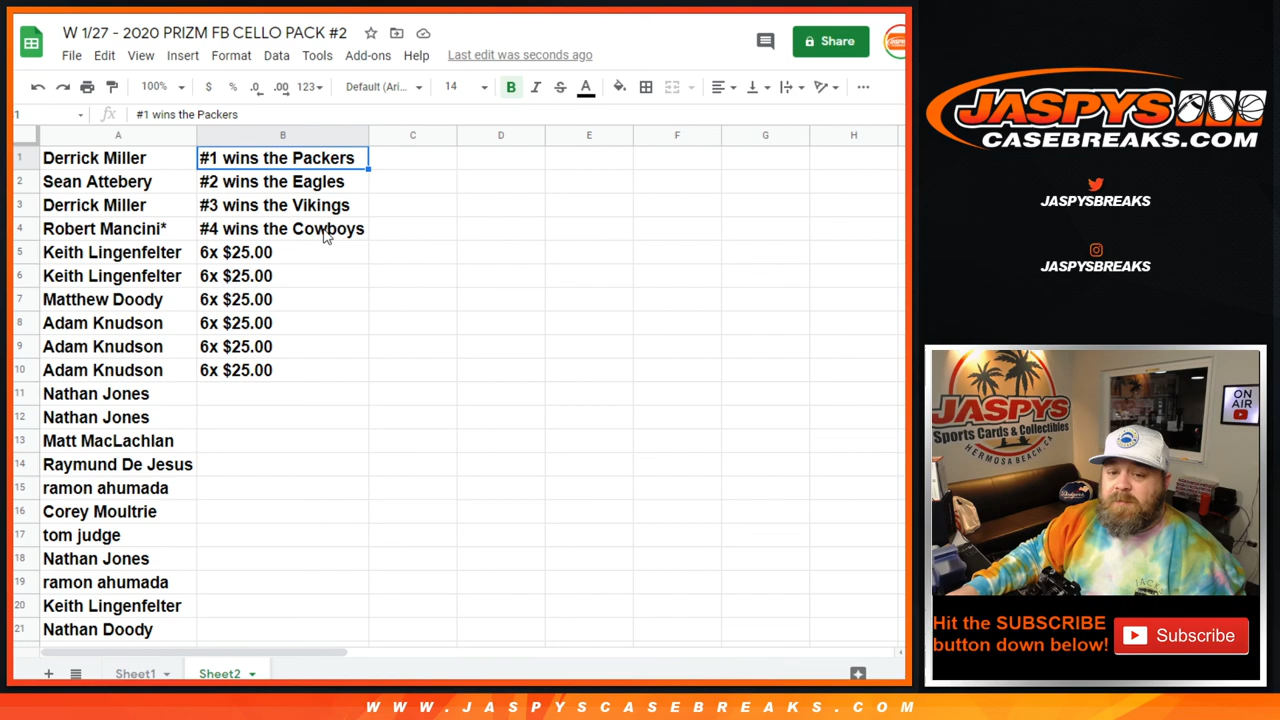 W 1/27 - 2020 PRIZM FB CELLO PACK #2
File Edit View Insert Format Data Tools Add-ons Help Last edit was seconds ago
Share
100% $ % .0 .00 123 Default (Ari... 14 B I S A
1 fx #1 wins the Packers
A B C D E F G H
1 Derrick Miller #1 wins the Packers
2 Sean Attebery #2 wins the Eagles
3 Derrick Miller #3 wins the Vikings
4 Robert Mancini* #4 wins the Cowboys
5 Keith Lingenfelter 6x $25.00
6 Keith Lingenfelter 6x $25.00
7 Matthew Doody 6x $25.00
8 Adam Knudson 6x $25.00
9 Adam Knudson 6x $25.00
10 Adam Knudson 6x $25.00
11 Nathan Jones
12 Nathan Jones
13 Matt MacLachlan
14 Raymund De Jesus
15 ramon ahumada
16 Corey Moultrie
17 tom judge
18 Nathan Jones
19 ramon ahumada
20 Keith Lingenfelter
21 Nathan Doody
Sheet1 Sheet2
JASPYS
CASEBREAKS.COM
JASPYSBREAKS
JASPYSBREAKS
JASPYS
Sports Cards & Collectibles
HERMOSA BEACH, CA
ON
AIR
Hit the SUBSCRIBE
button down below!
Subscribe
WWW.JASPYSCASEBREAKS.COM